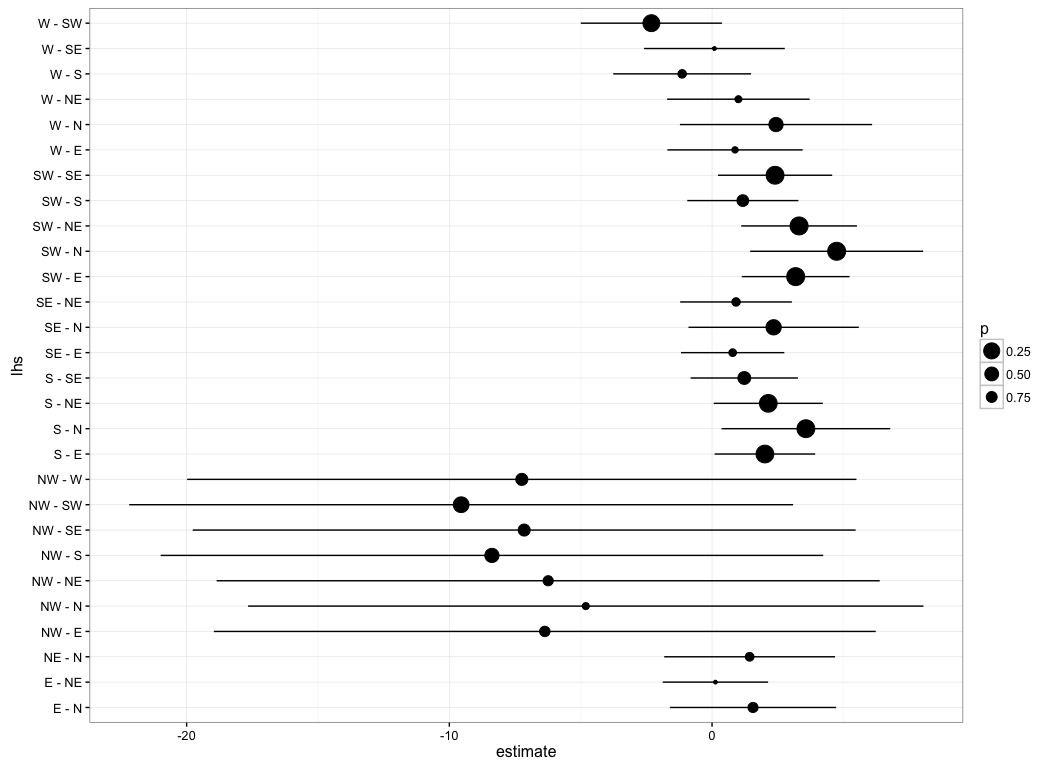 W - SW
W - SE
W - S
W - NE
W - N
W - E
SW - SE
SW - S
SW - NE
SW - N
SW - E
SE - NE
SE - N
SE - E
S - SE
S - NE
S - N
S - E
NW - W
NW - SW
NW - SE
NW - S
NW - NE
NW - N
NW - E
NE - N
E - NE
E - N
lhs
-20
-10
0
estimate
p
0.25
0.50
0.75